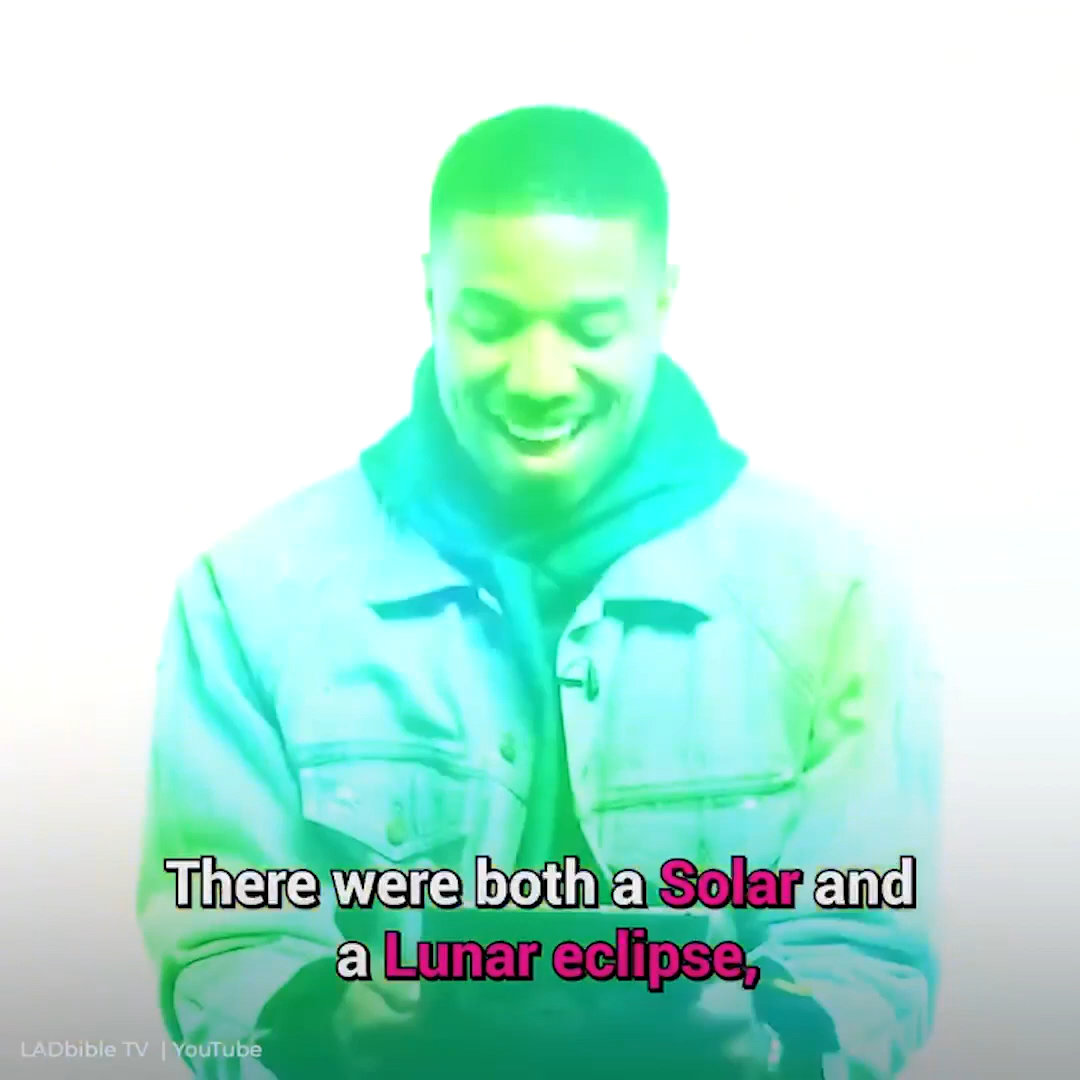 There were both a Solar and
a Lunar eclipse,
LADbible TV | YouTube